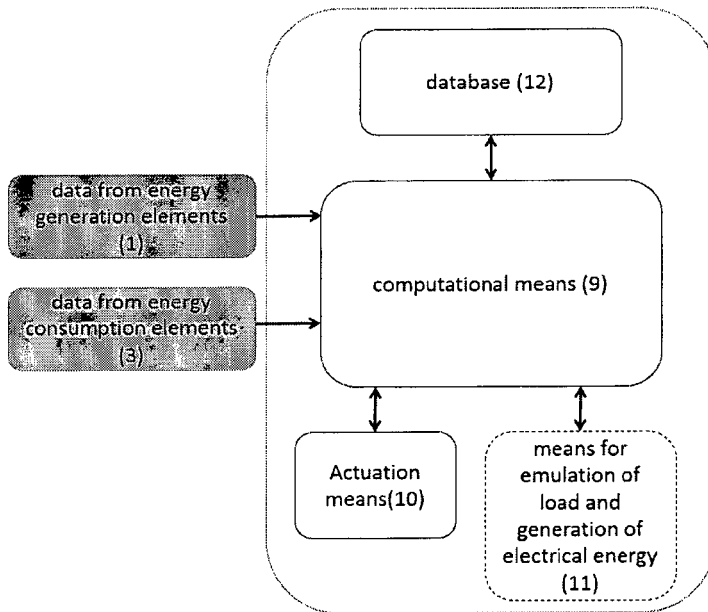 database (12)
data from energy
generation elements
(1)
computational means (9)
data from energy
consumption elements
(3)
Actuation
means(10)
means for
emulation of
load and
generation of
electrical energy
(11)